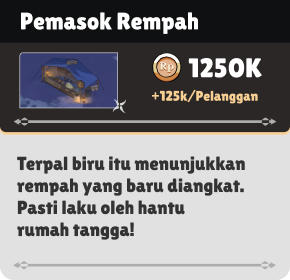 Pemasok Rempah
Rp 1250K
+125k/Pelanggan
Terpal biru itu menunjukkan
rempah yang baru diangkat.
Pasti laku oleh hantu
rumah tangga!